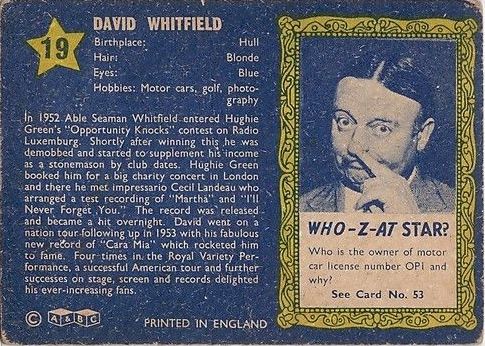 19
DAVID WHITFIELD
Birthplace: Hull
Hair: Blonde
Eyes: Blue
Hobbies: Motor cars, golf, photo-
graphy
In 1952 Able Seaman Whitfield entered Hughie
Green's "Opportunity Knocks" contest on Radio
Luxemburg. Shortly after winning this he was
demobbed and started to supplement his income
as a stonemason by club dates. Hughie Green
booked him for a big charity concert in London
and there he met impressario Cecil Landeau who
arranged a test recording of "Martha" and "I'll
Never Forget You." The record was released
and became a hit overnight. David went on a
nation tour following up in 1953 with his fabulous
new record of "Cara Mia" which rocketed him
to fame. Four times in the Royal Variety Per-
formance, a successful American tour and further
successes on stage, screen and records delighted
his ever-increasing fans.
© A&BC PRINTED IN ENGLAND
WHO-Z-AT STAR?
Who is the owner of motor
car license number OPI and
why?
See Card No. 53